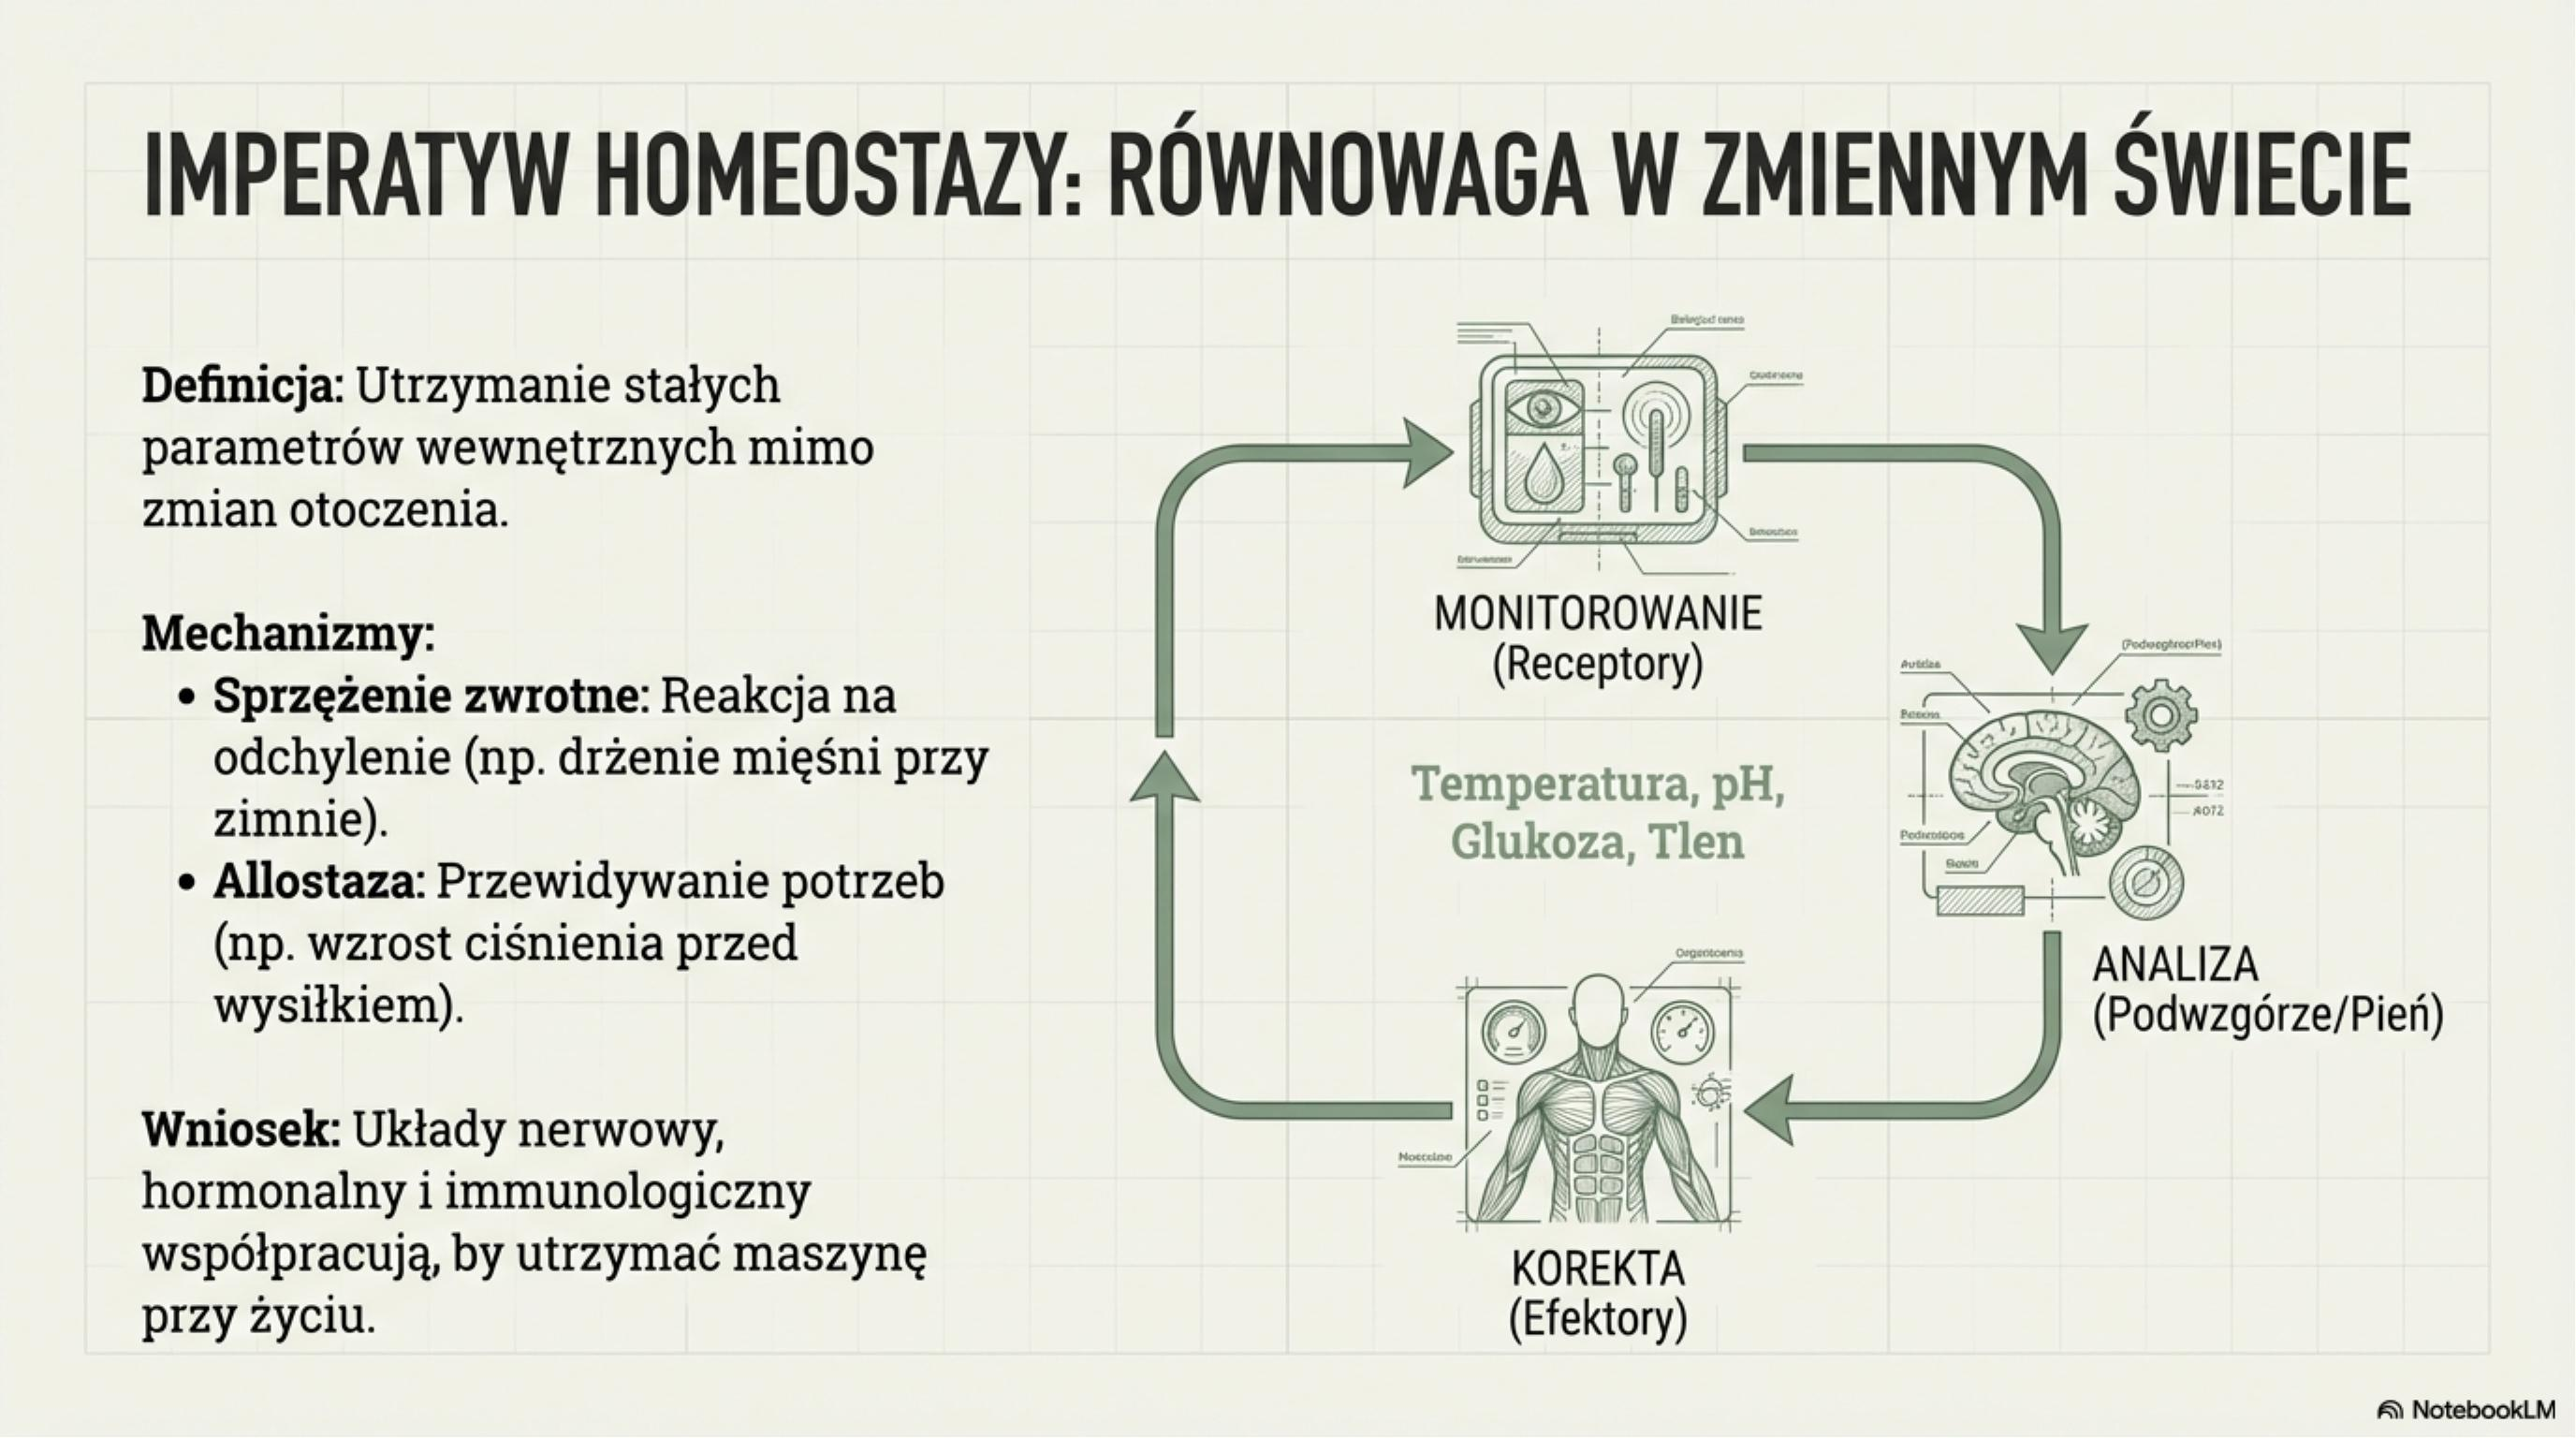 IMPERATYW HOMEOSTAZY: RÓWNOWAGA W ZMIENNYM ŚWIECIE
Definicja: Utrzymanie stałych
parametrów wewnętrznych mimo
zmian otoczenia.
Mechanizmy:
• Sprzężenie zwrotne: Reakcja na
odchylenie (np. drżenie mięśni przy
zimnie).
• Allostaza: Przewidywanie potrzeb
(np. wzrost ciśnienia przed
wysiłkiem).
Wniosek: Układy nerwowy,
hormonalny i immunologiczny
współpracują, by utrzymać maszynę
przy życiu.
MONITOROWANIE
(Receptory)
Temperatura, pH,
Glukoza, Tlen
ANALIZA
(Podwzgórze/Pień)
KOREKTA
(Efektory)
NotebookLM